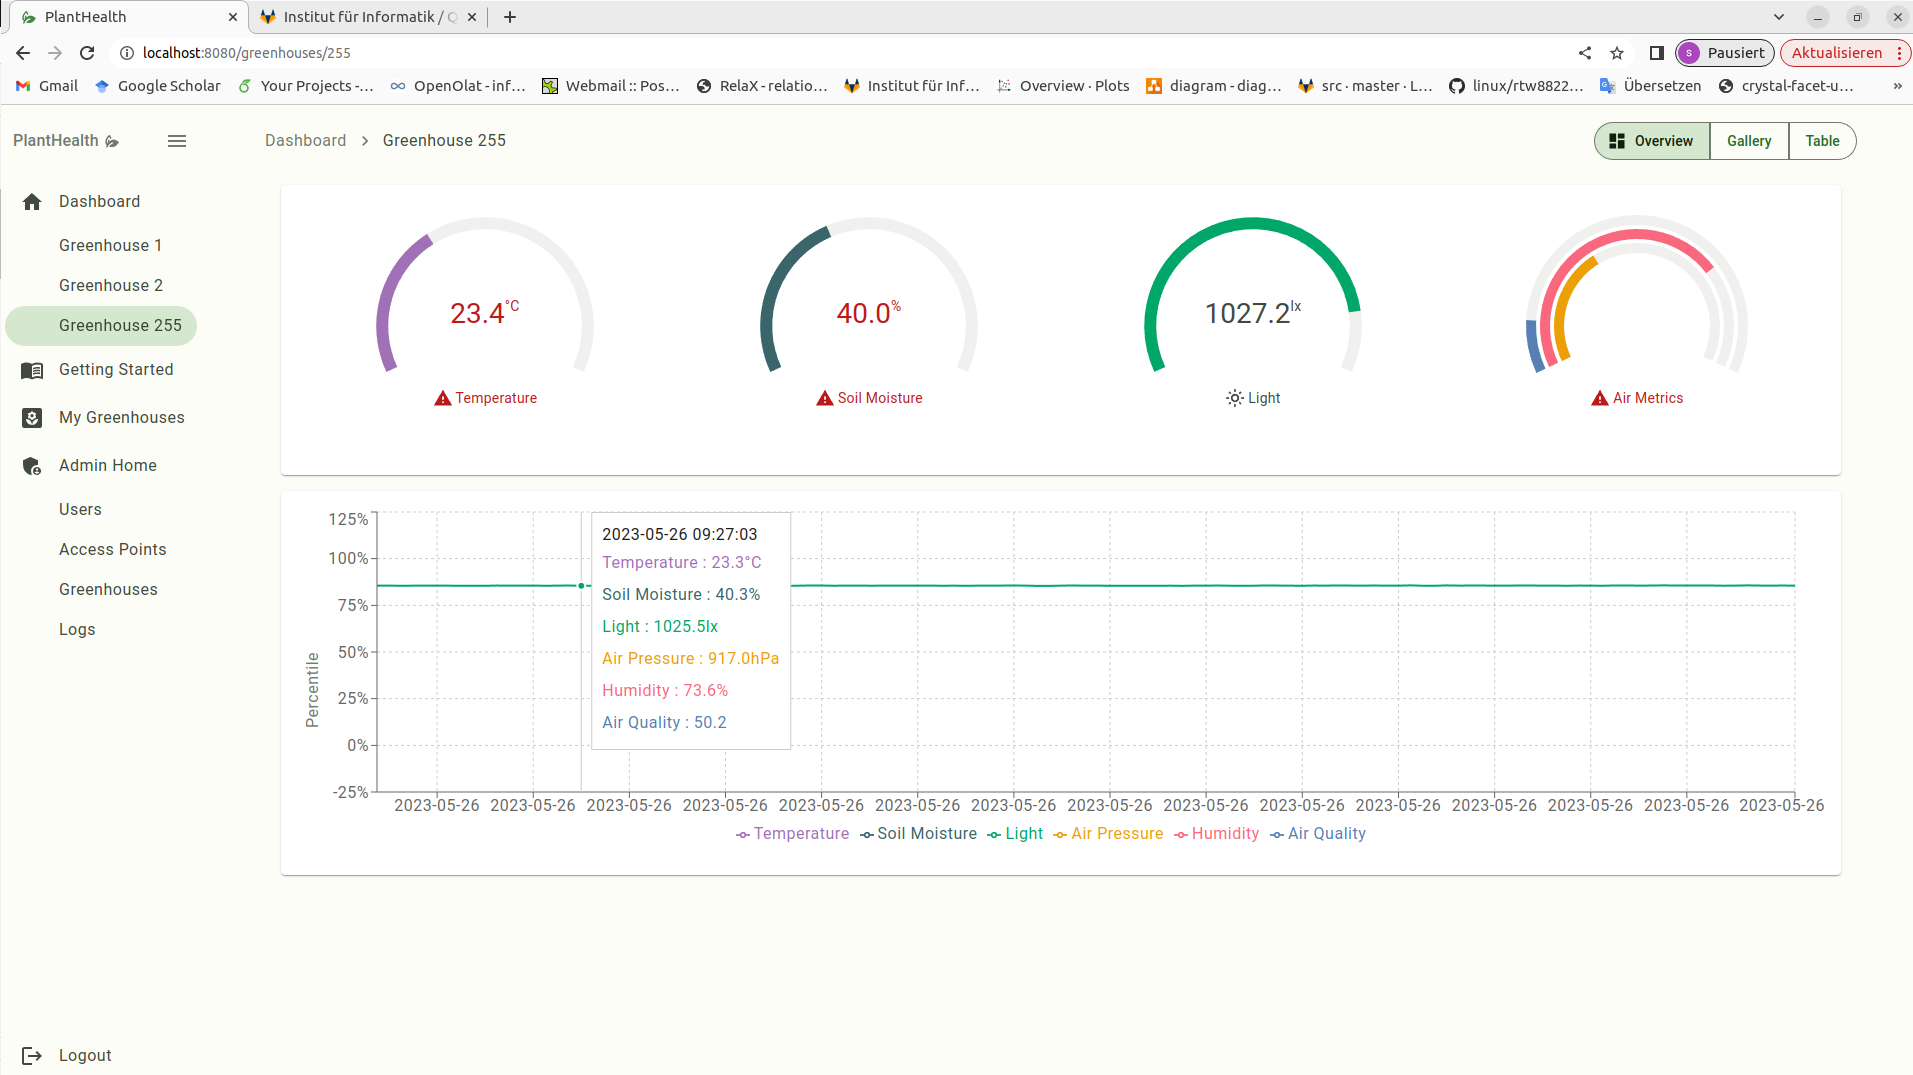 PlantHealth
Institut für Informatik / Q
localhost:8080/greenhouses/255
S Pausiert
Aktualisieren
Gmail Google Scholar Your Projects -... OpenOlat - inf... Webmail :: Pos... RelaX - relatio... Institut für Inf... Overview · Plots diagram - diag... src · master · L... linux/rtw8822... Übersetzen crystal-facet-u... »
PlantHealth
Dashboard > Greenhouse 255
Overview Gallery Table
Dashboard
Greenhouse 1
Greenhouse 2
Greenhouse 255
Getting Started
My Greenhouses
Admin Home
Users
Access Points
Greenhouses
Logs
Logout
23.4°C
Temperature
40.0%
Soil Moisture
1027.2lx
Light
Air Metrics
125%
100%
75%
50%
25%
0%
-25%
Percentile
2023-05-26 09:27:03
Temperature : 23.3°C
Soil Moisture : 40.3%
Light : 1025.5lx
Air Pressure : 917.0hPa
Humidity : 73.6%
Air Quality : 50.2
2023-05-26 2023-05-26 2023-05-26 2023-05-26 2023-05-26 2023-05-26 2023-05-26 2023-05-26 2023-05-26 2023-05-26 2023-05-26 2023-05-26 2023-05-26 2023-05-26 2023-05-26
Temperature Soil Moisture Light Air Pressure Humidity Air Quality